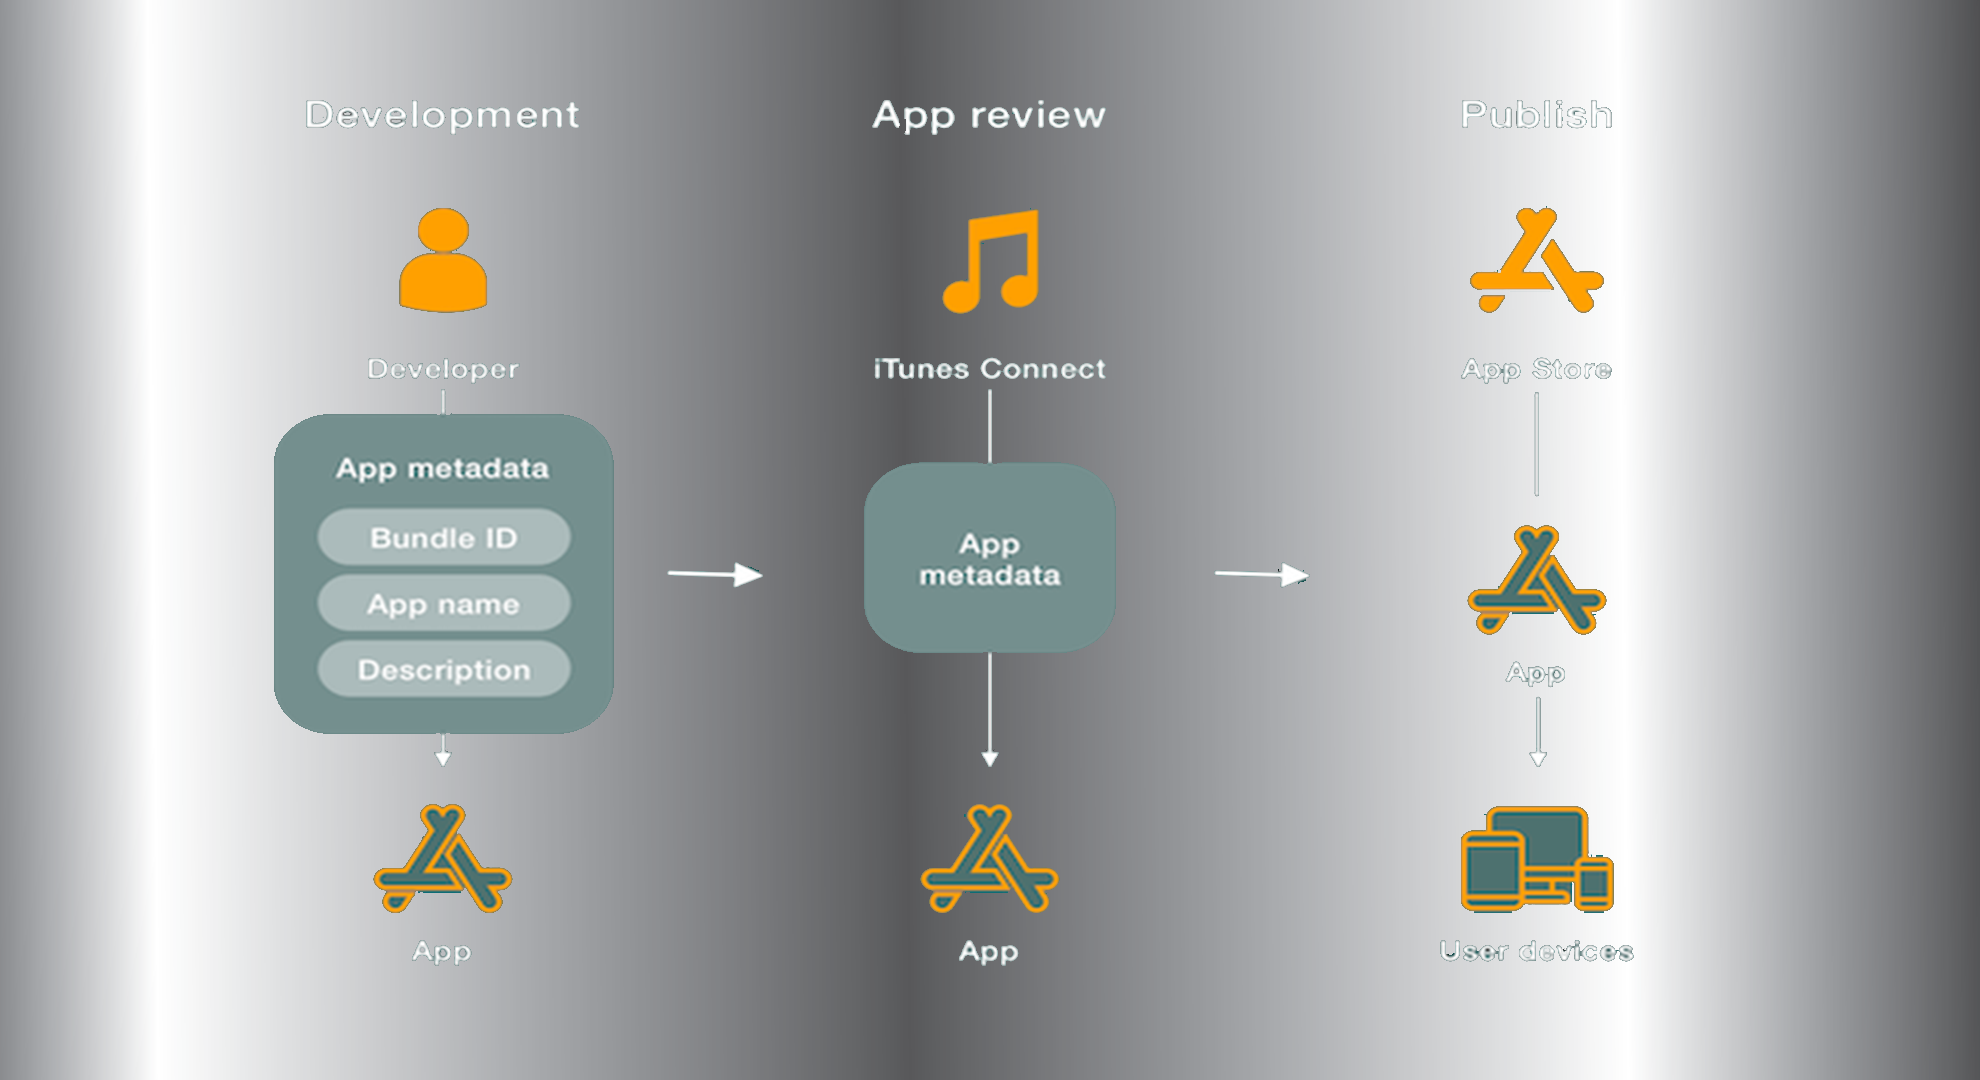 Development
App review
Publish
Developer
iTunes Connect
App Store
App metadata
Bundle ID
App name
Description
App
metadata
App
App
App
User devices